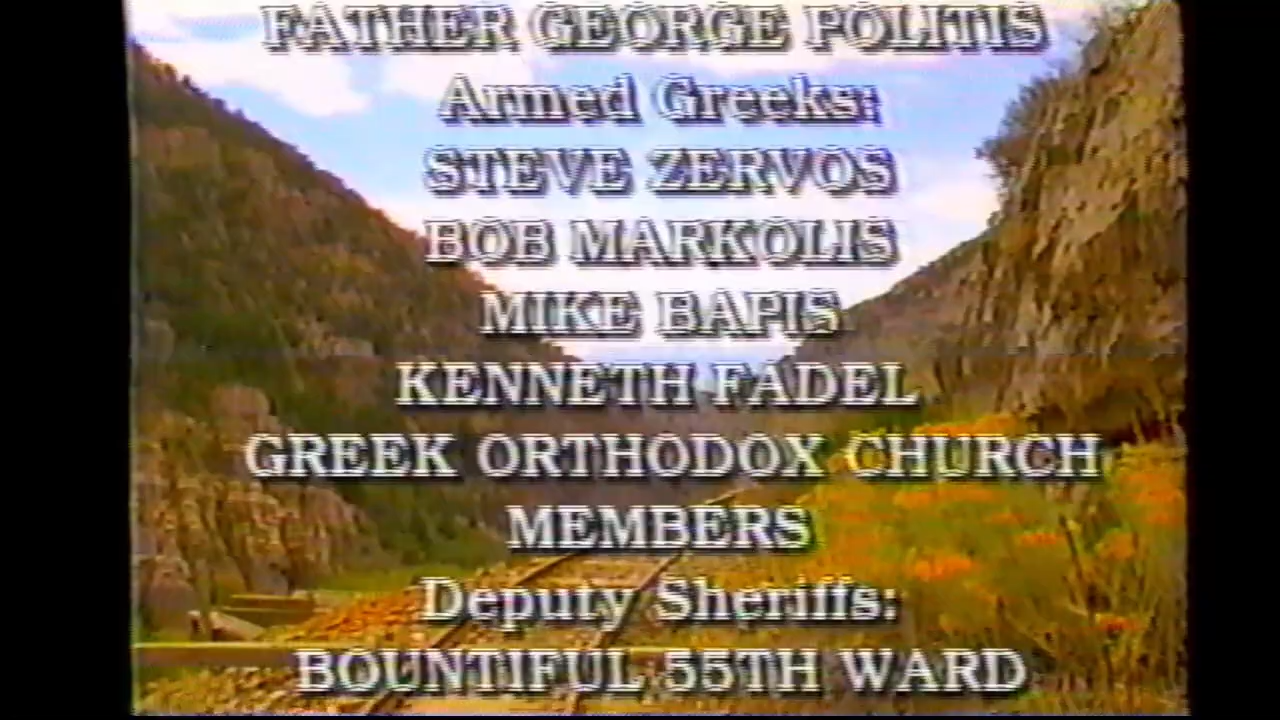 FATHER GEORGE POLITIS
Armed Greeks:
STEVE ZERVOS
BOB MARKOLIS
MIKE BAPIS
KENNETH FADEL
GREEK ORTHODOX CHURCH
MEMBERS
Deputy Sheriffs:
BOUNTIFUL 55TH WARD